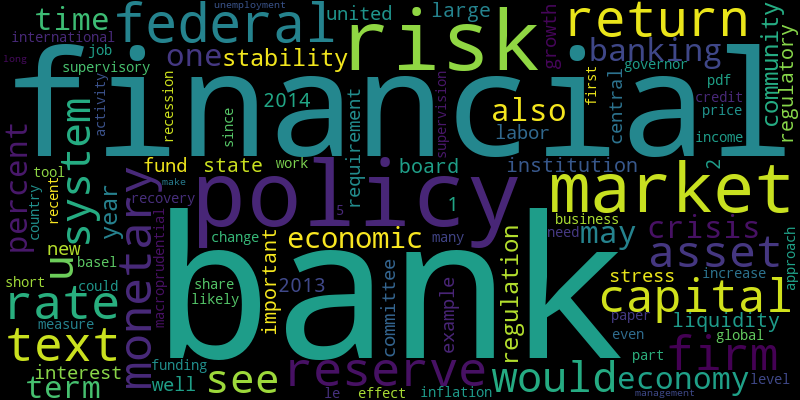 unemployment
time
federal
united
large
return
community
international
risk
growth
job
one
stability
banking
supervisory
governor
long
financial
activity
recession
since
2014
also
first
central
pdf
credit
regulatory
labor
price
supervision
requirement
income
percent
system
tool
fund
state
work
board
institution
2
country
recent
year
monetary
make
recovery
policy
1
market
5
business
crisis
change
economic
many
need
may
new
us
basel
macroprudential
important
asset
approach
could
bank
regulation
stress
increase
short
share
2013
committee
example
capital
rate
likely
measure
paper
liquidity
text
even
global
part
firm
interest
funding
reserve
would
economy
level
term
well
see
le
effect
inflation
management